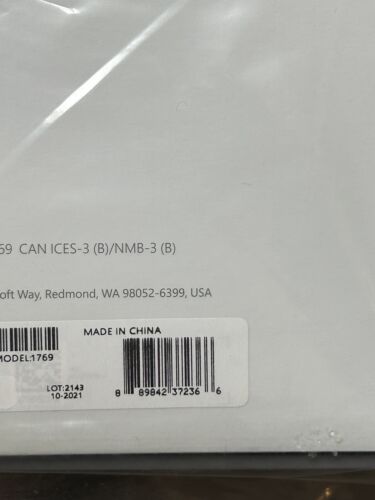 69 CAN ICES-3 (B)/NMB-3 (B)
oft Way, Redmond, WA 98052-6399, USA
MADE IN CHINA
MODEL:1769
LOT:2143
10-2021
8 89842 37236 6